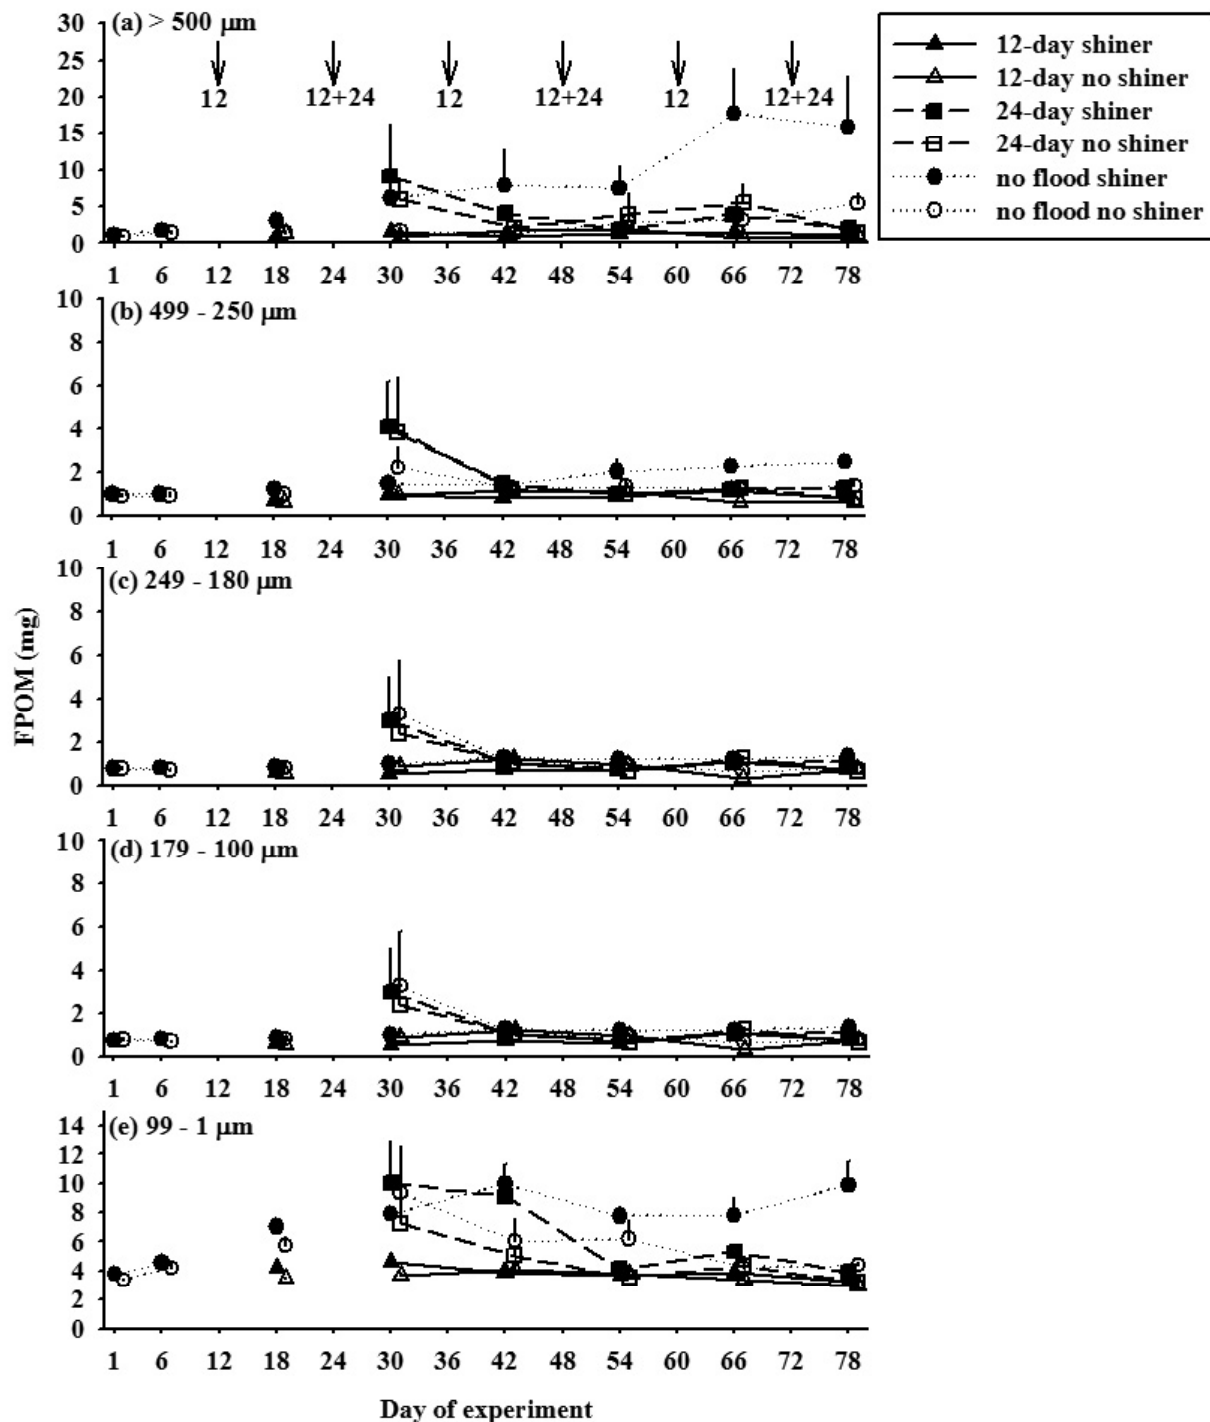 (a) > 500 µm
30
25
20
15
10
5
0
12 12+24 12 12+24 12 12+24
1 6 12 18 24 30 36 42 48 54 60 66 72 78
12-day shiner
12-day no shiner
24-day shiner
24-day no shiner
no flood shiner
no flood no shiner
(b) 499 - 250 µm
10
8
6
4
2
0
1 6 12 18 24 30 36 42 48 54 60 66 72 78
(c) 249 - 180 µm
10
8
6
4
2
0
1 6 12 18 24 30 36 42 48 54 60 66 72 78
FPOM (mg)
(d) 179 - 100 µm
10
8
6
4
2
0
1 6 12 18 24 30 36 42 48 54 60 66 72 78
(e) 99 - 1 µm
14
12
10
8
6
4
2
0
1 6 12 18 24 30 36 42 48 54 60 66 72 78
Day of experiment